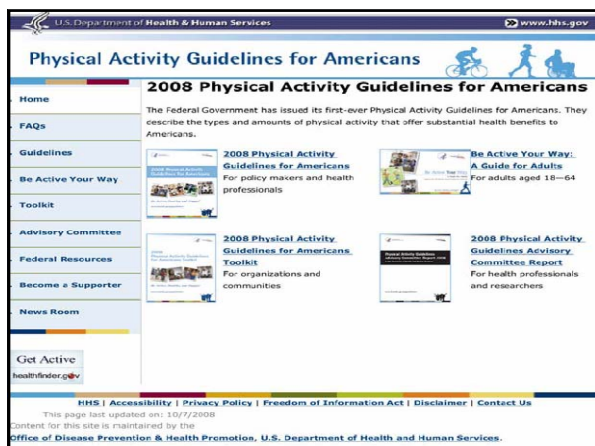 U.S. Department of Health & Human Services
www.hhs.gov
Physical Activity Guidelines for Americans
Home
FAQs
Guidelines
Be Active Your Way
Toolkit
Advisory Committee
Federal Resources
Become a Supporter
News Room
Get Active
healthfinder.gov
2008 Physical Activity Guidelines for Americans
The Federal Government has issued its first-ever Physical Activity Guidelines for Americans. They
describe the types and amounts of physical activity that offer substantial health benefits to
Americans.
2008 Physical Activity
Guidelines for Americans
For policy makers and health
professionals
Be Active Your Way:
A Guide for Adults
For adults aged 18—64
2008 Physical Activity
Guidelines for Americans
Toolkit
For organizations and
communities
2008 Physical Activity
Guidelines Advisory
Committee Report
For health professionals
and researchers
HHS | Accessibility | Privacy Policy | Freedom of Information Act | Disclaimer | Contact Us
This page last updated on: 10/7/2008
Content for this site is maintained by the
Office of Disease Prevention & Health Promotion, U.S. Department of Health and Human Services.